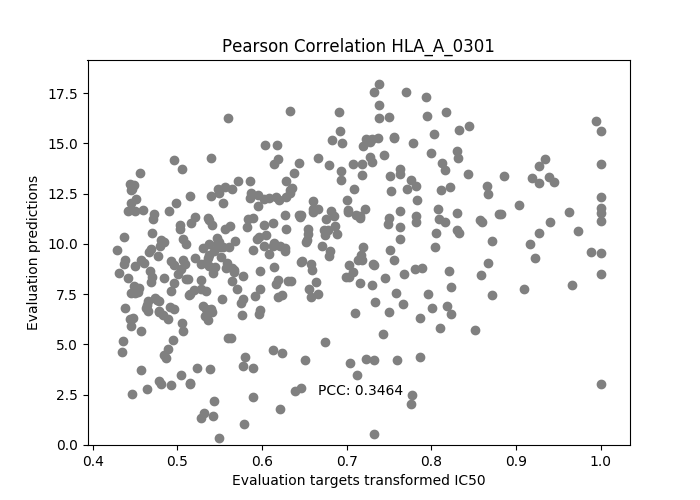 Pearson Correlation HLA_A_0301
Evaluation predictions
17.5
15.0
12.5
10.0
7.5
5.0
2.5
0.0
PCC: 0.3464
0.4 0.5 0.6 0.7 0.8 0.9 1.0
Evaluation targets transformed IC50